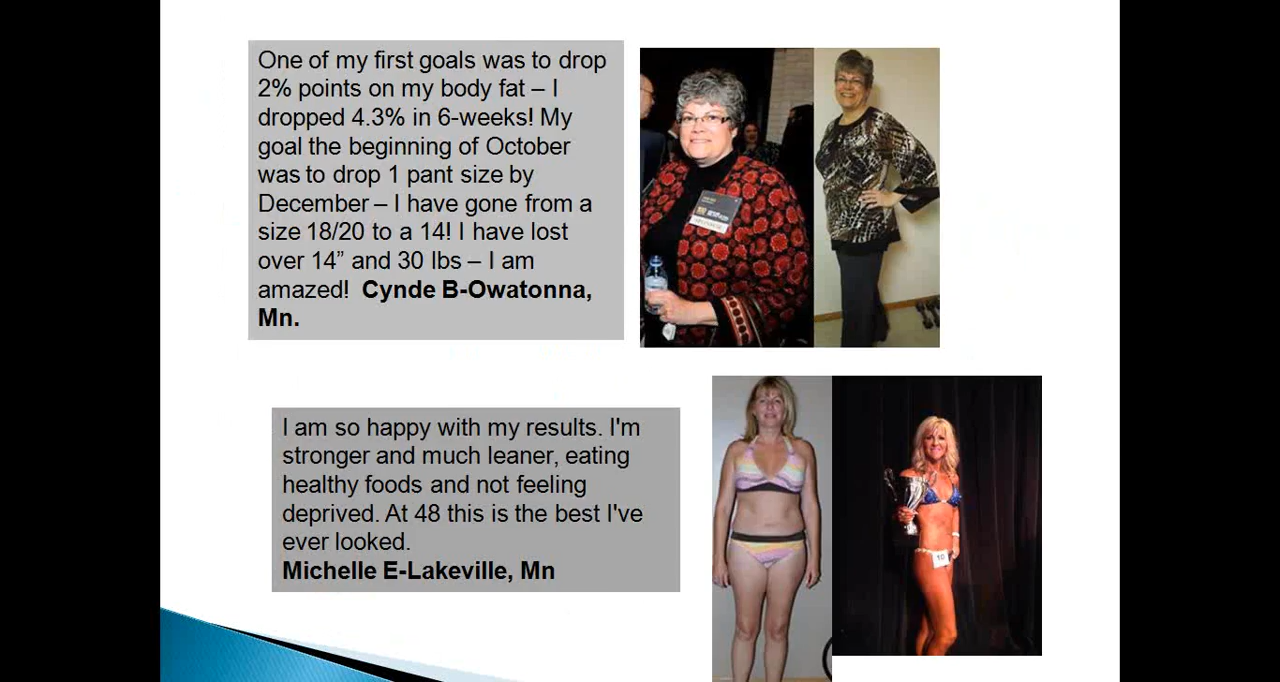 One of my first goals was to drop
2% points on my body fat – I
dropped 4.3% in 6-weeks! My
goal the beginning of October
was to drop 1 pant size by
December – I have gone from a
size 18/20 to a 14! I have lost
over 14” and 30 lbs – I am
amazed!  Cynde B-Owatonna,
Mn.
I am so happy with my results. I'm
stronger and much leaner, eating
healthy foods and not feeling
deprived. At 48 this is the best I've
ever looked.
Michelle E-Lakeville, Mn
10